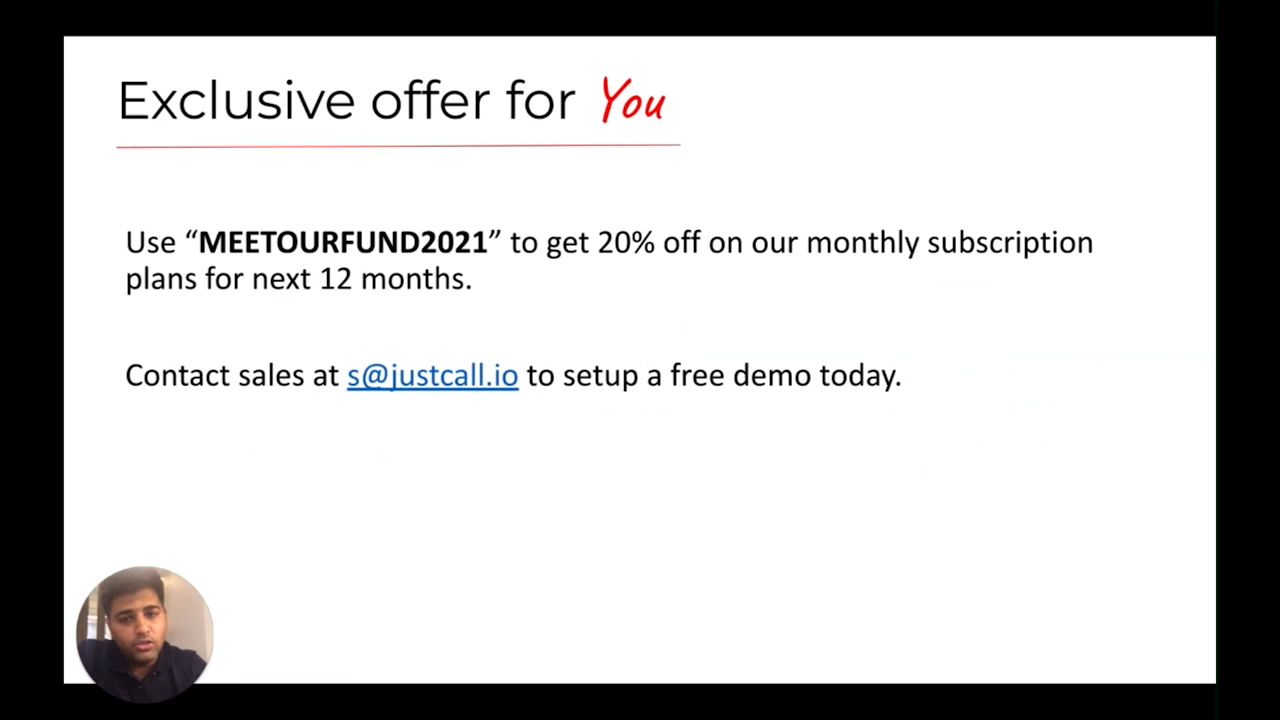 Exclusive offer for You
Use “MEETOURFUND2021” to get 20% off on our monthly subscription
plans for next 12 months.
Contact sales at s@justcall.io to setup a free demo today.